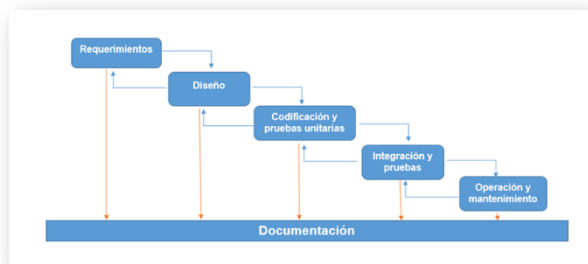 Requerimientos
Diseño
Codificación y
pruebas unitarias
Integración y
pruebas
Operación y
mantenimiento
Documentación